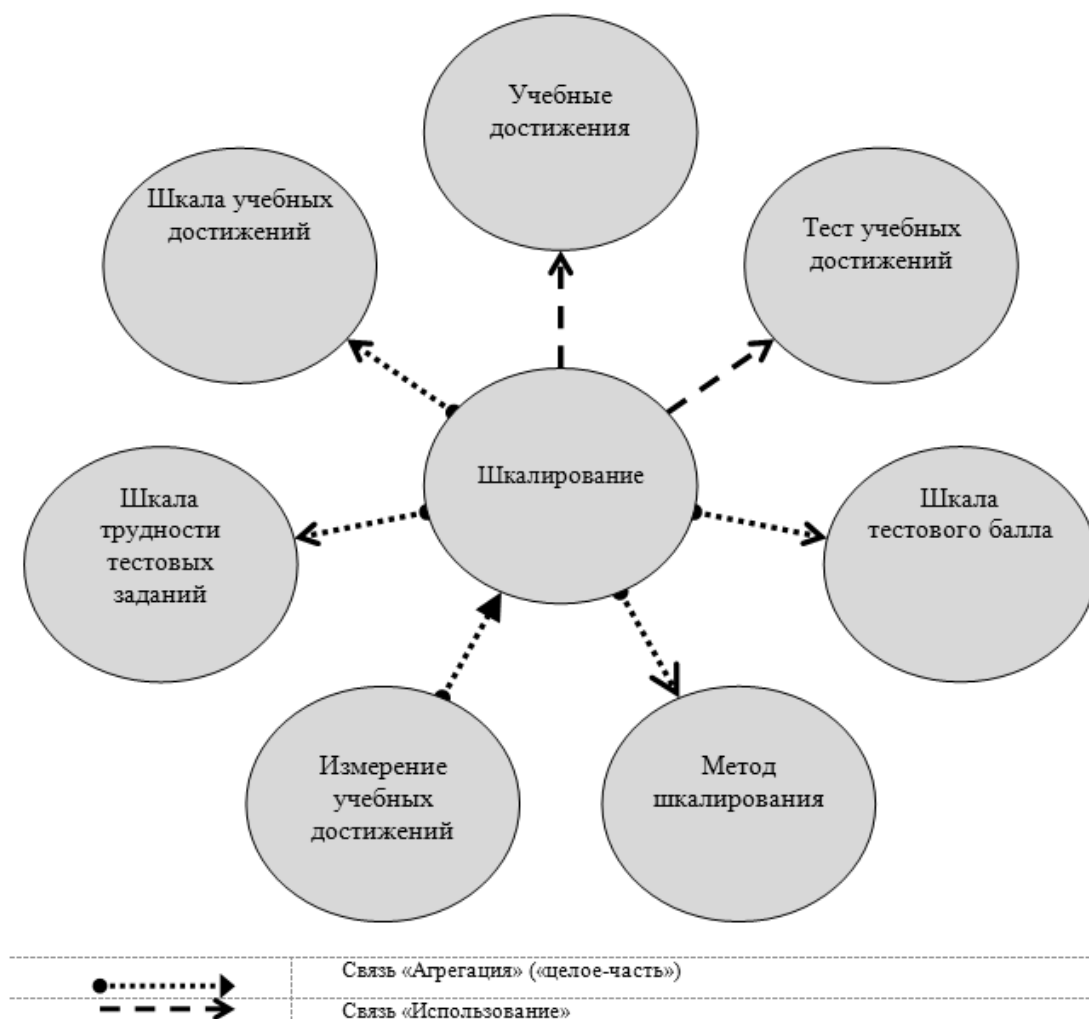 Учебные
достижения
Шкала учебных
достижений
Тест учебных
достижений
Шкалирование
Шкала
трудности
тестовых
заданий
Шкала
тестового балла
Измерение
учебных
достижений
Метод
шкалирования
Связь «Агрегация» («целое-часть»)
Связь «Использование»